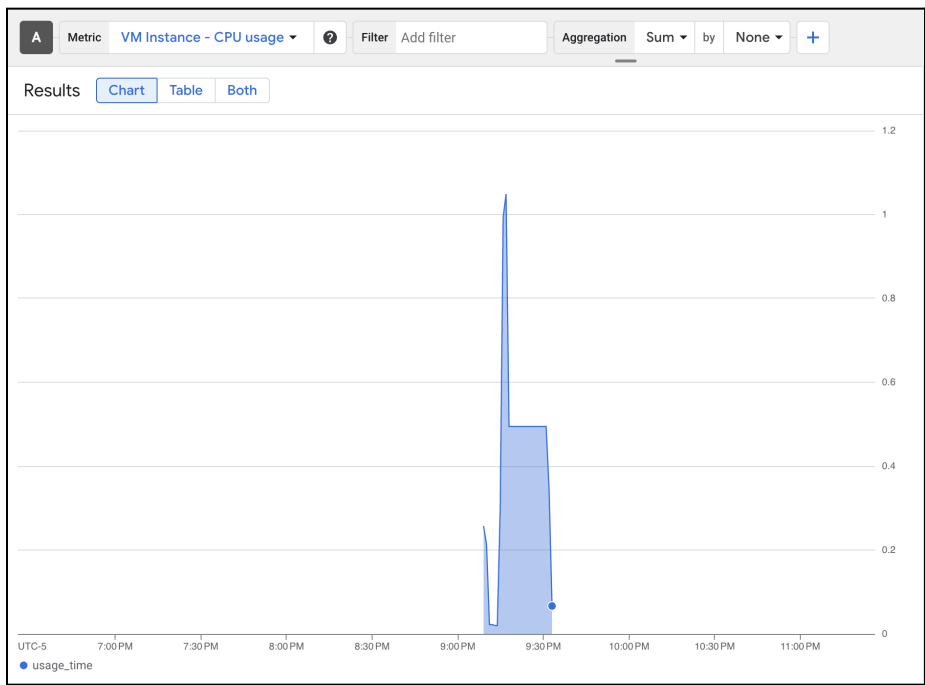 A Metric VM Instance - CPU usage ? Filter Add filter Aggregation Sum by None +
Results Chart Table Both
1.2
1
0.8
0.6
0.4
0.2
0
UTC-5 7:00 PM 7:30 PM 8:00 PM 8:30 PM 9:00 PM 9:30 PM 10:00 PM 10:30 PM 11:00 PM
usage_time